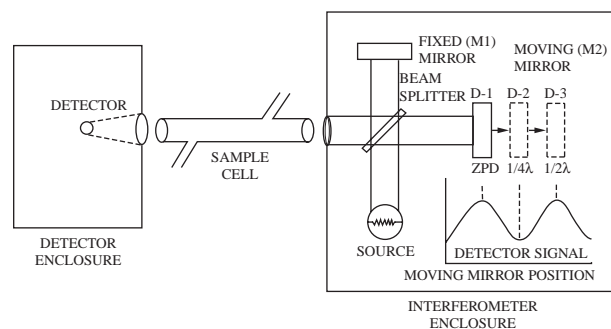 FIXED (M1)
MIRROR
MOVING (M2)
MIRROR
BEAM
SPLITTER
D-1 D-2 D-3
DETECTOR
SAMPLE
CELL
ZPD 1/4λ 1/2λ
SOURCE
DETECTOR SIGNAL
MOVING MIRROR POSITION
DETECTOR
ENCLOSURE
INTERFEROMETER
ENCLOSURE